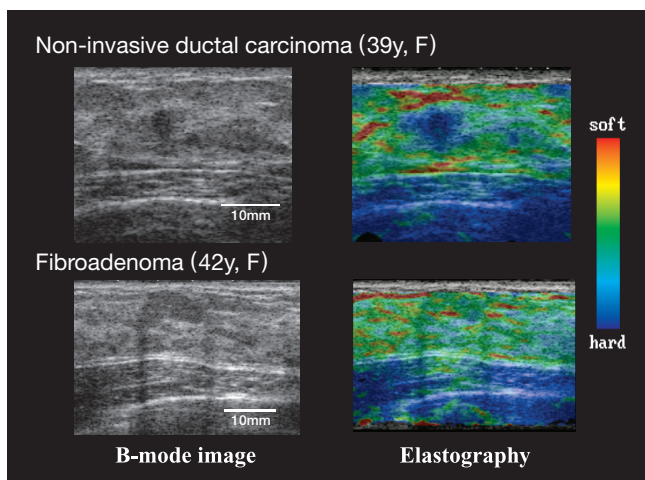 Non-invasive ductal carcinoma (39y, F)
soft
10mm
Fibroadenoma (42y, F)
hard
10mm
B-mode image Elastography